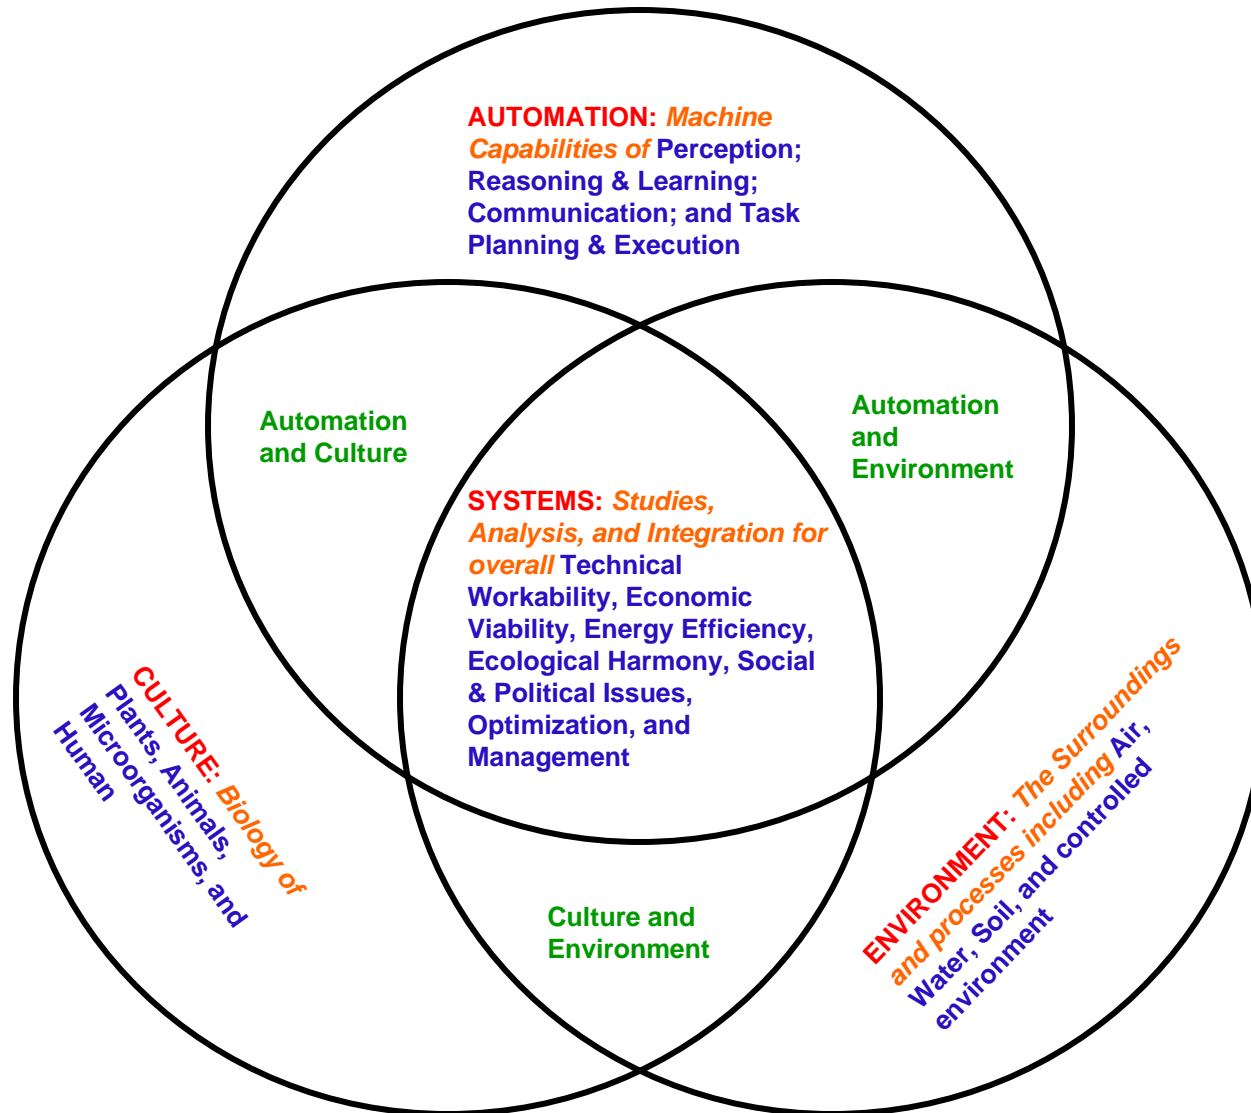 AUTOMATION: Machine
Capabilities of Perception;
Reasoning & Learning;
Communication; and Task
Planning & Execution
Automation
and Culture
Automation
and
Environment
SYSTEMS: Studies,
Analysis, and Integration for
overall Technical
Workability, Economic
Viability, Energy Efficiency,
Ecological Harmony, Social
& Political Issues,
Optimization, and
Management
CULTURE: Biology of
Plants, Animals,
Microorganisms, and
Human
ENVIRONMENT: The Surroundings
and processes including Air,
Water, Soil, and controlled
environment
Culture and
Environment